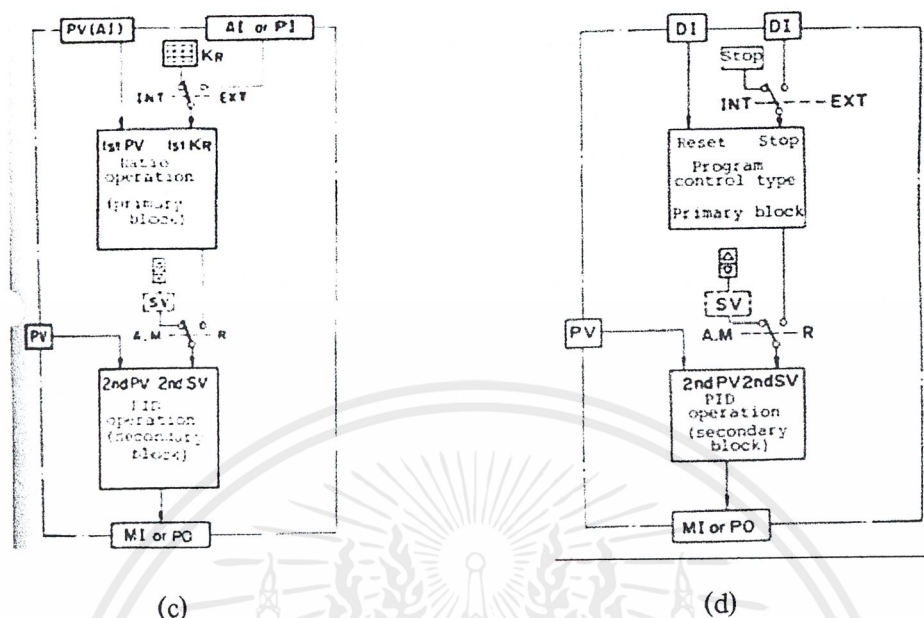 PV(AI)
AI or PI
KR
INT
EXT
1st PV 1st KR
Ratio
operation
(primary
block)
SV
A.M
R
PV
2nd PV 2nd SV
PID
operation
(secondary
block)
MI or PO
(c)
DI
DI
Stop
INT
EXT
Reset Stop
Program
control type
Primary block
SV
A.M
R
PV
2nd PV 2nd SV
PID
operation
(secondary
block)
MI or PO
(d)